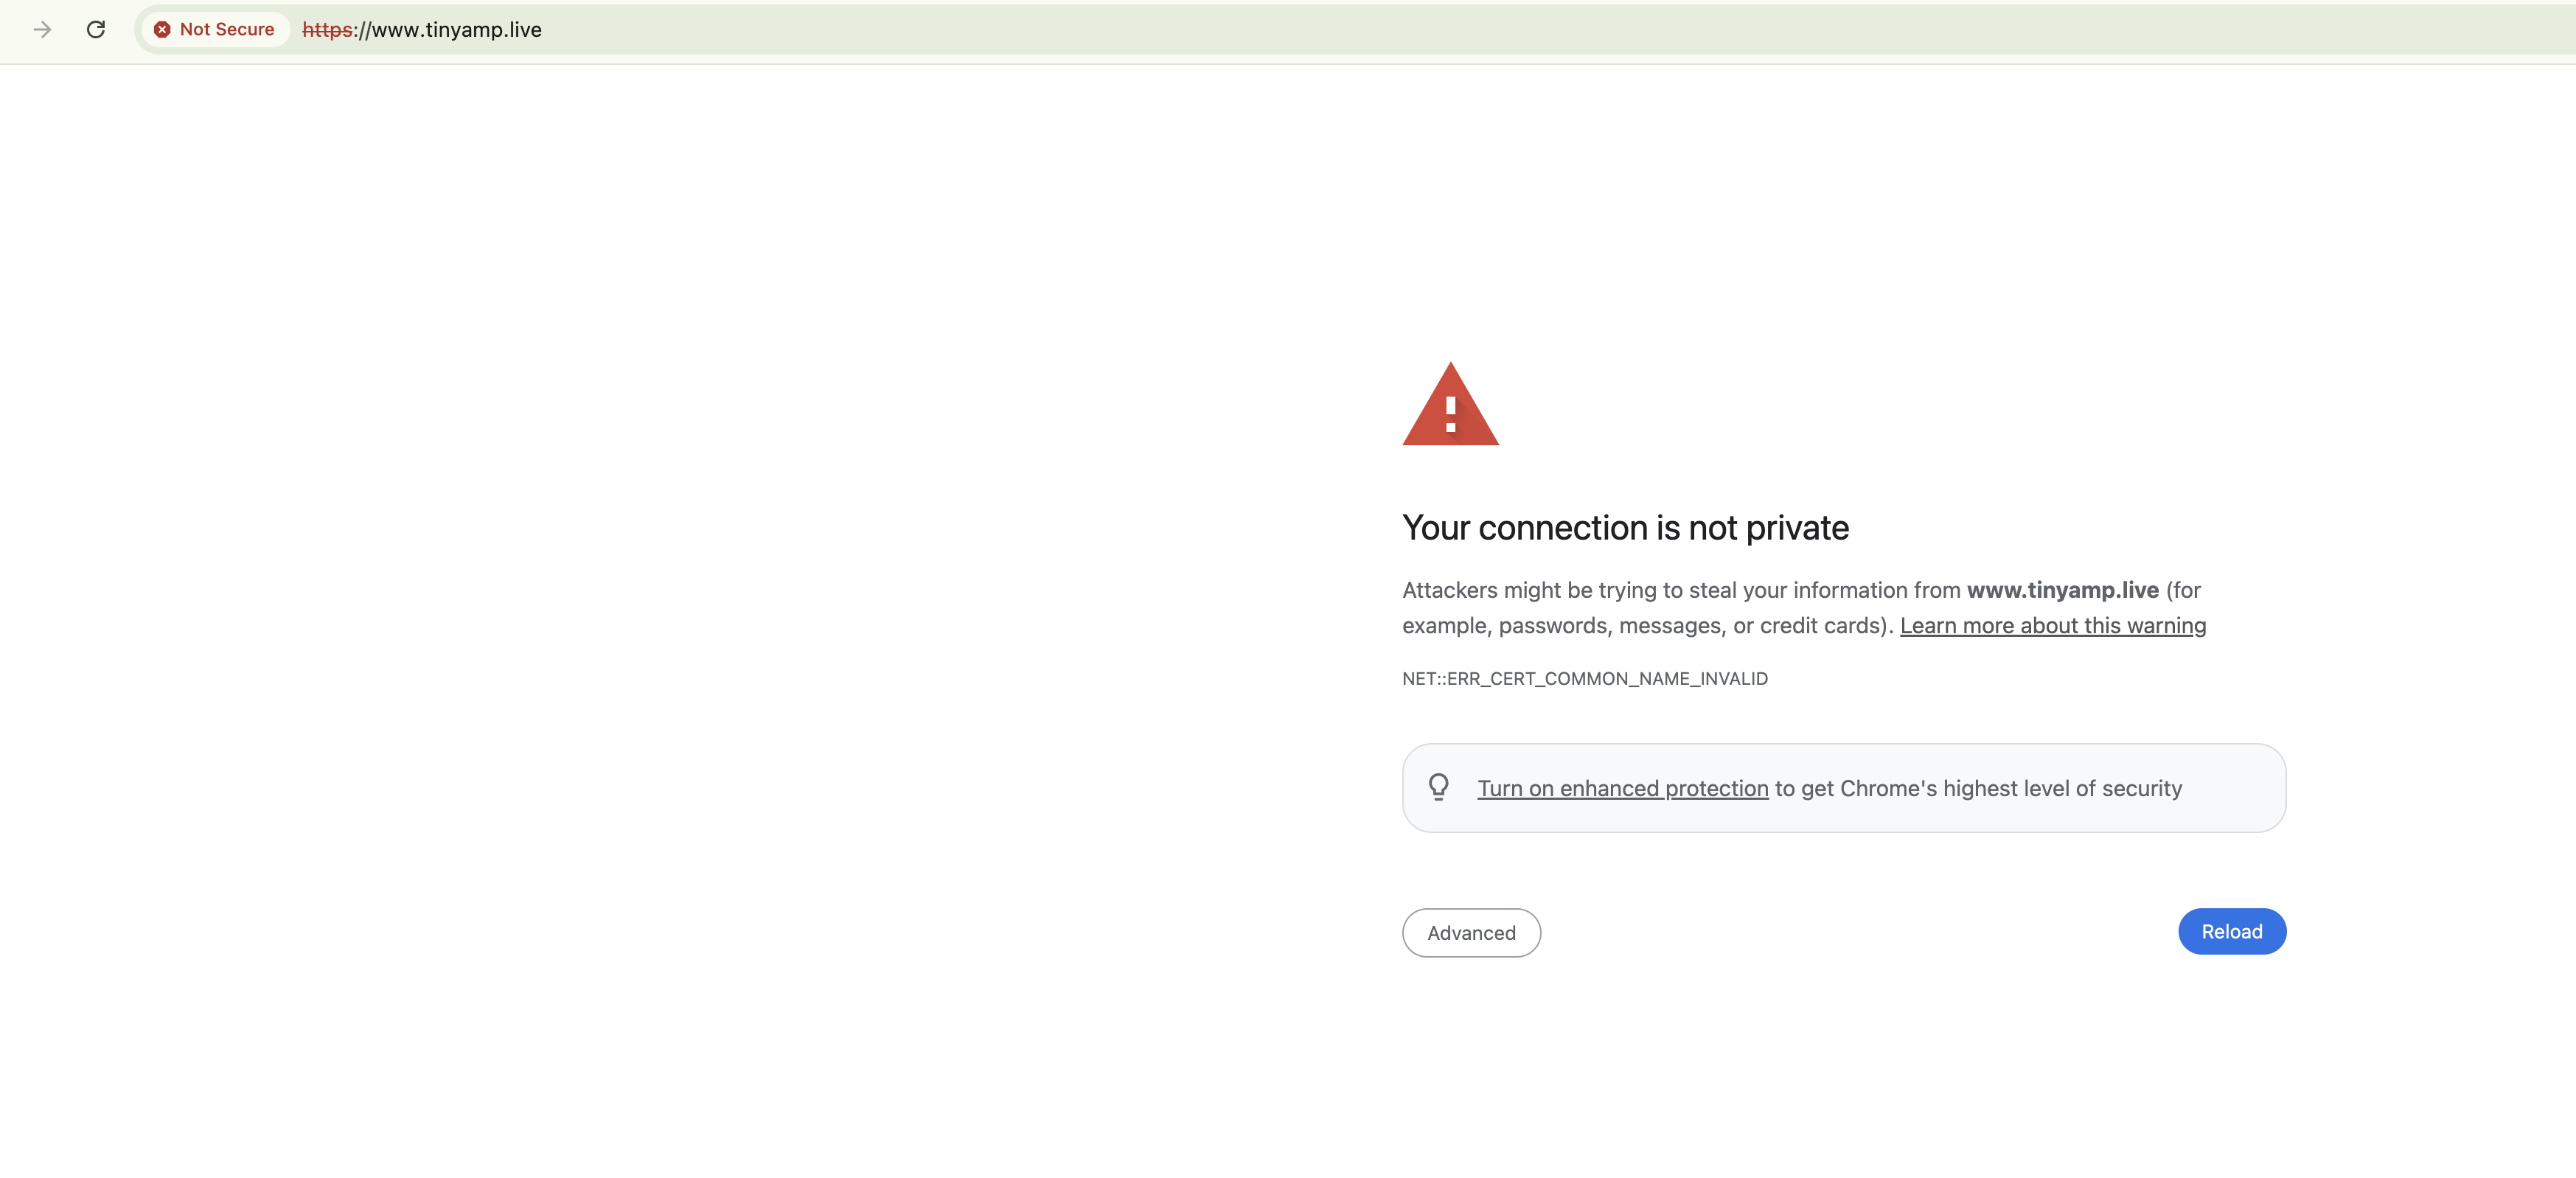 Not Secure https://www.tinyamp.live
Your connection is not private
Attackers might be trying to steal your information from www.tinyamp.live (for
example, passwords, messages, or credit cards). Learn more about this warning
NET::ERR_CERT_COMMON_NAME_INVALID
Turn on enhanced protection to get Chrome's highest level of security
Advanced
Reload